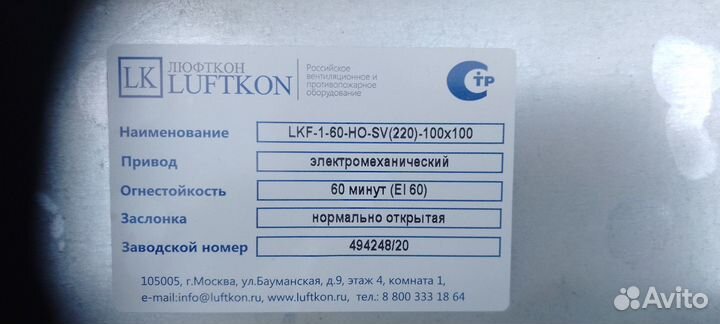 LK
ЛЮФТКОН
LUFTKON
Российское
вентиляционное и
противопожарное
оборудование
СТР
Наименование LKF-1-60-НО-SV(220)-100x100
Привод электромеханический
Огнестойкость 60 минут (EI 60)
Заслонка нормально открытая
Заводской номер 494248/20
105005, г.Москва, ул.Бауманская, д.9, этаж 4, комната 1,
e-mail:info@luftkon.ru, www.luftkon.ru, тел.: 8 800 333 18 64
Avito